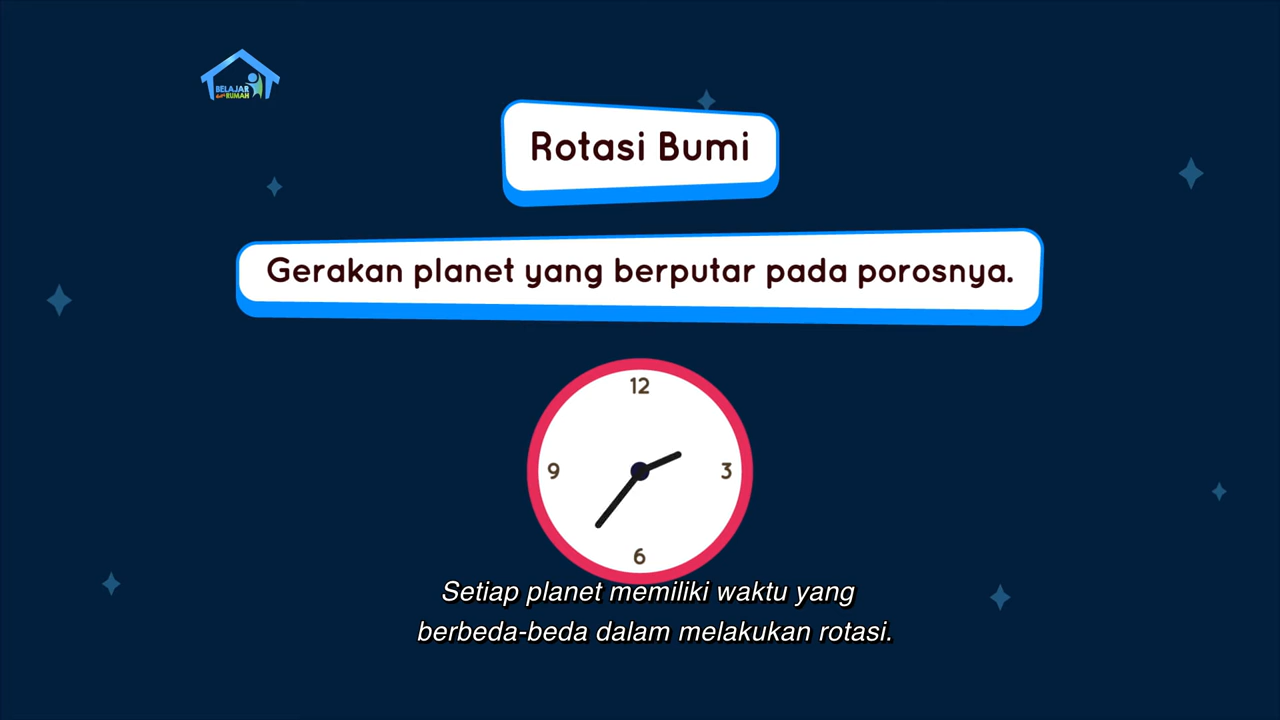 BELAJAR
dari RUMAH
Rotasi Bumi
Gerakan planet yang berputar pada porosnya.
12
9
3
6
Setiap planet memiliki waktu yang
berbeda-beda dalam melakukan rotasi.